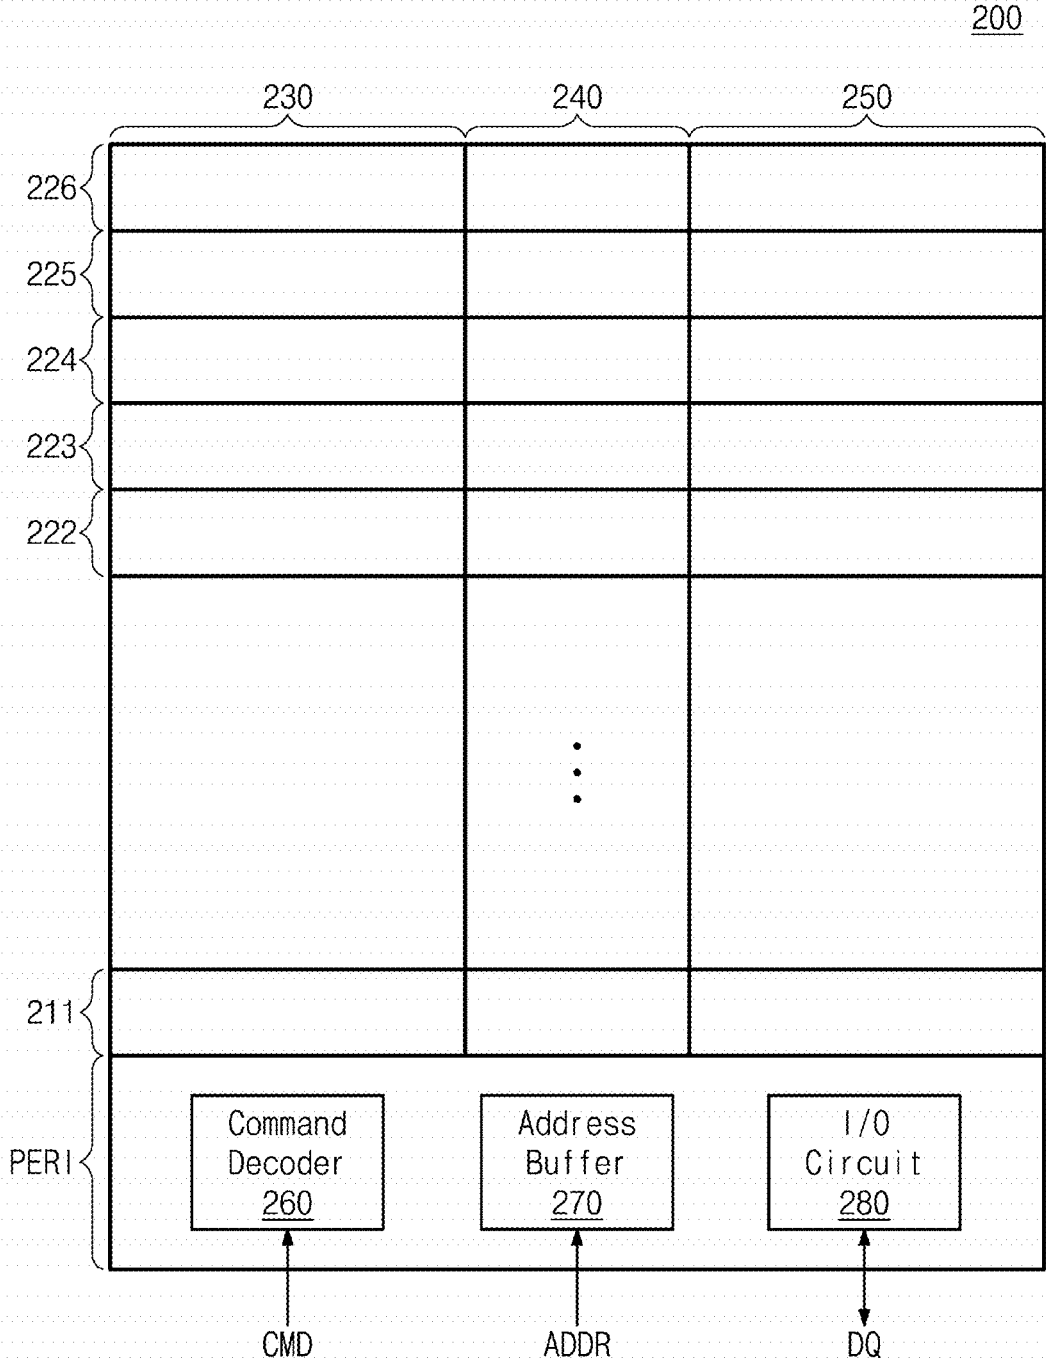 200
230 240 250
226
225
224
223
222
211
PERI
Command
Decoder
260
Address
Buffer
270
I/O
Circuit
280
CMD ADDR DQ